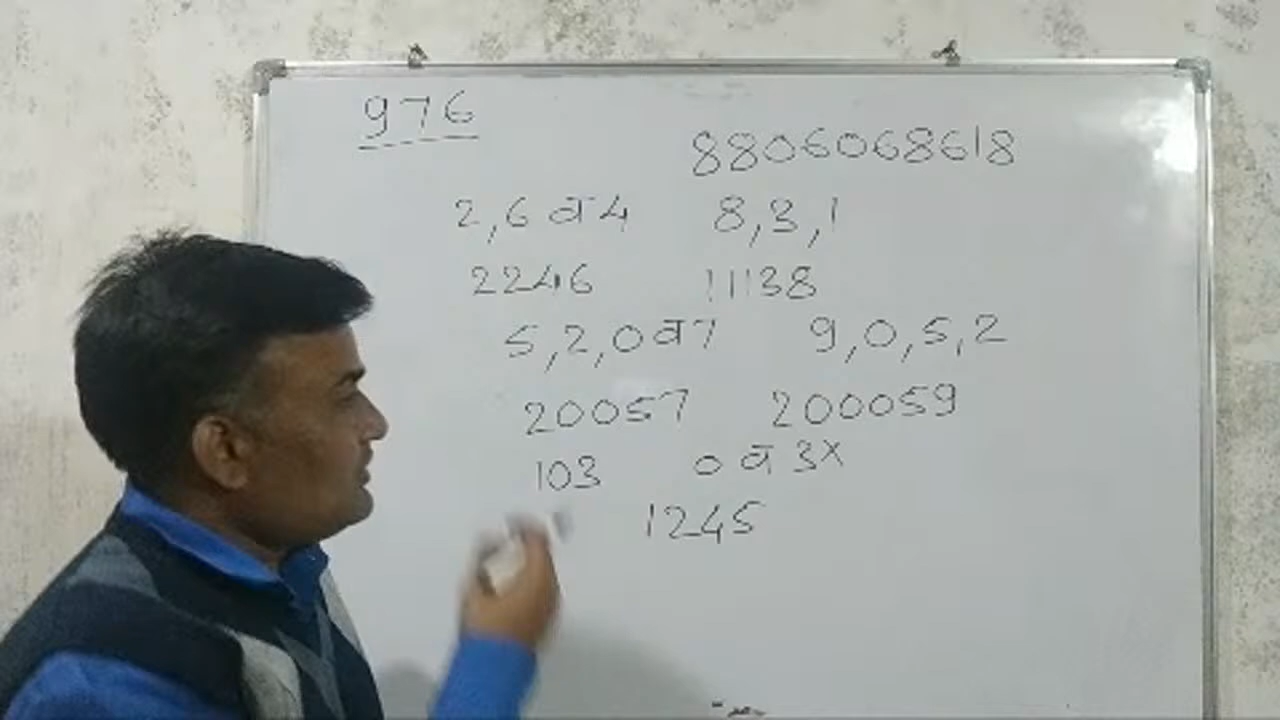 976
8806068618
2,6 व 4 8,3,1
2246 11138
5,2,0 व 7 9,0,5,2
20057 200059
103 0 व 3x
1245